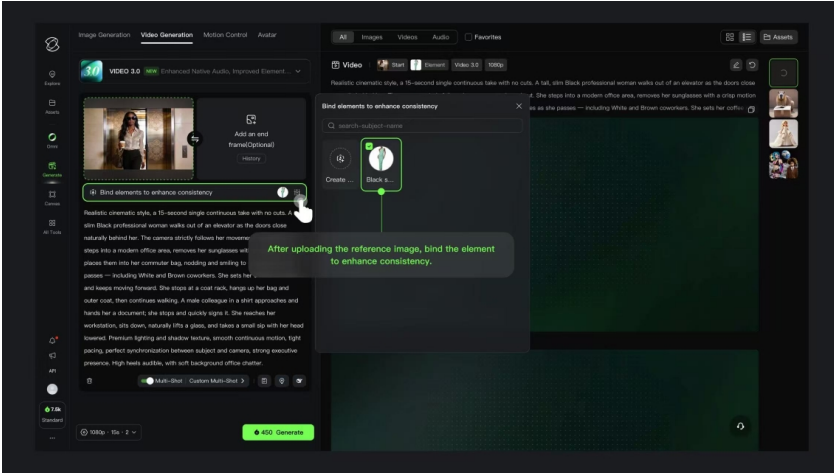 Image Generation Video Generation Motion Control Avatar
All Images Videos Audio Favorites
Assets
VIDEO 3.0 NEW Enhanced Native Audio, Improved Element...
Video Start Element Video 3.0 1080p
Realistic cinematic style, a 15-second single continuous take with no cuts. A tall, slim Black professional woman walks out of an elevator as the doors close
ut. She steps into a modern office area, removes her sunglasses with a crisp motion
es as she passes — including White and Brown coworkers. She sets her coffee
Explore
Assets
Omni
Generate
Canvas
All Tools
API
7.6k
Standard
...
Add an end
frame(Optional)
History
Bind elements to enhance consistency
Realistic cinematic style, a 15-second single continuous take with no cuts. A
slim Black professional woman walks out of an elevator as the doors close
naturally behind her. The camera strictly follows her movemen
steps into a modern office area, removes her sunglasses wit
places them into her commuter bag, nodding and smiling to
passes — including White and Brown coworkers. She sets her
and keeps moving forward. She stops at a coat rack, hangs up her bag and
outer coat, then continues walking. A male colleague in a shirt approaches and
hands her a document; she stops and quickly signs it. She reaches her
workstation, sits down, naturally lifts a glass, and takes a small sip with her head
lowered. Premium lighting and shadow texture, smooth continuous motion, tight
pacing, perfect synchronization between subject and camera, strong executive
presence. High heels audible, with soft background office chatter.
Multi-Shot Custom Multi-Shot
1080p · 15s · 2
450 Generate
Bind elements to enhance consistency
search-subject-name
Create ... Black s...
After uploading the reference image, bind the element
to enhance consistency.